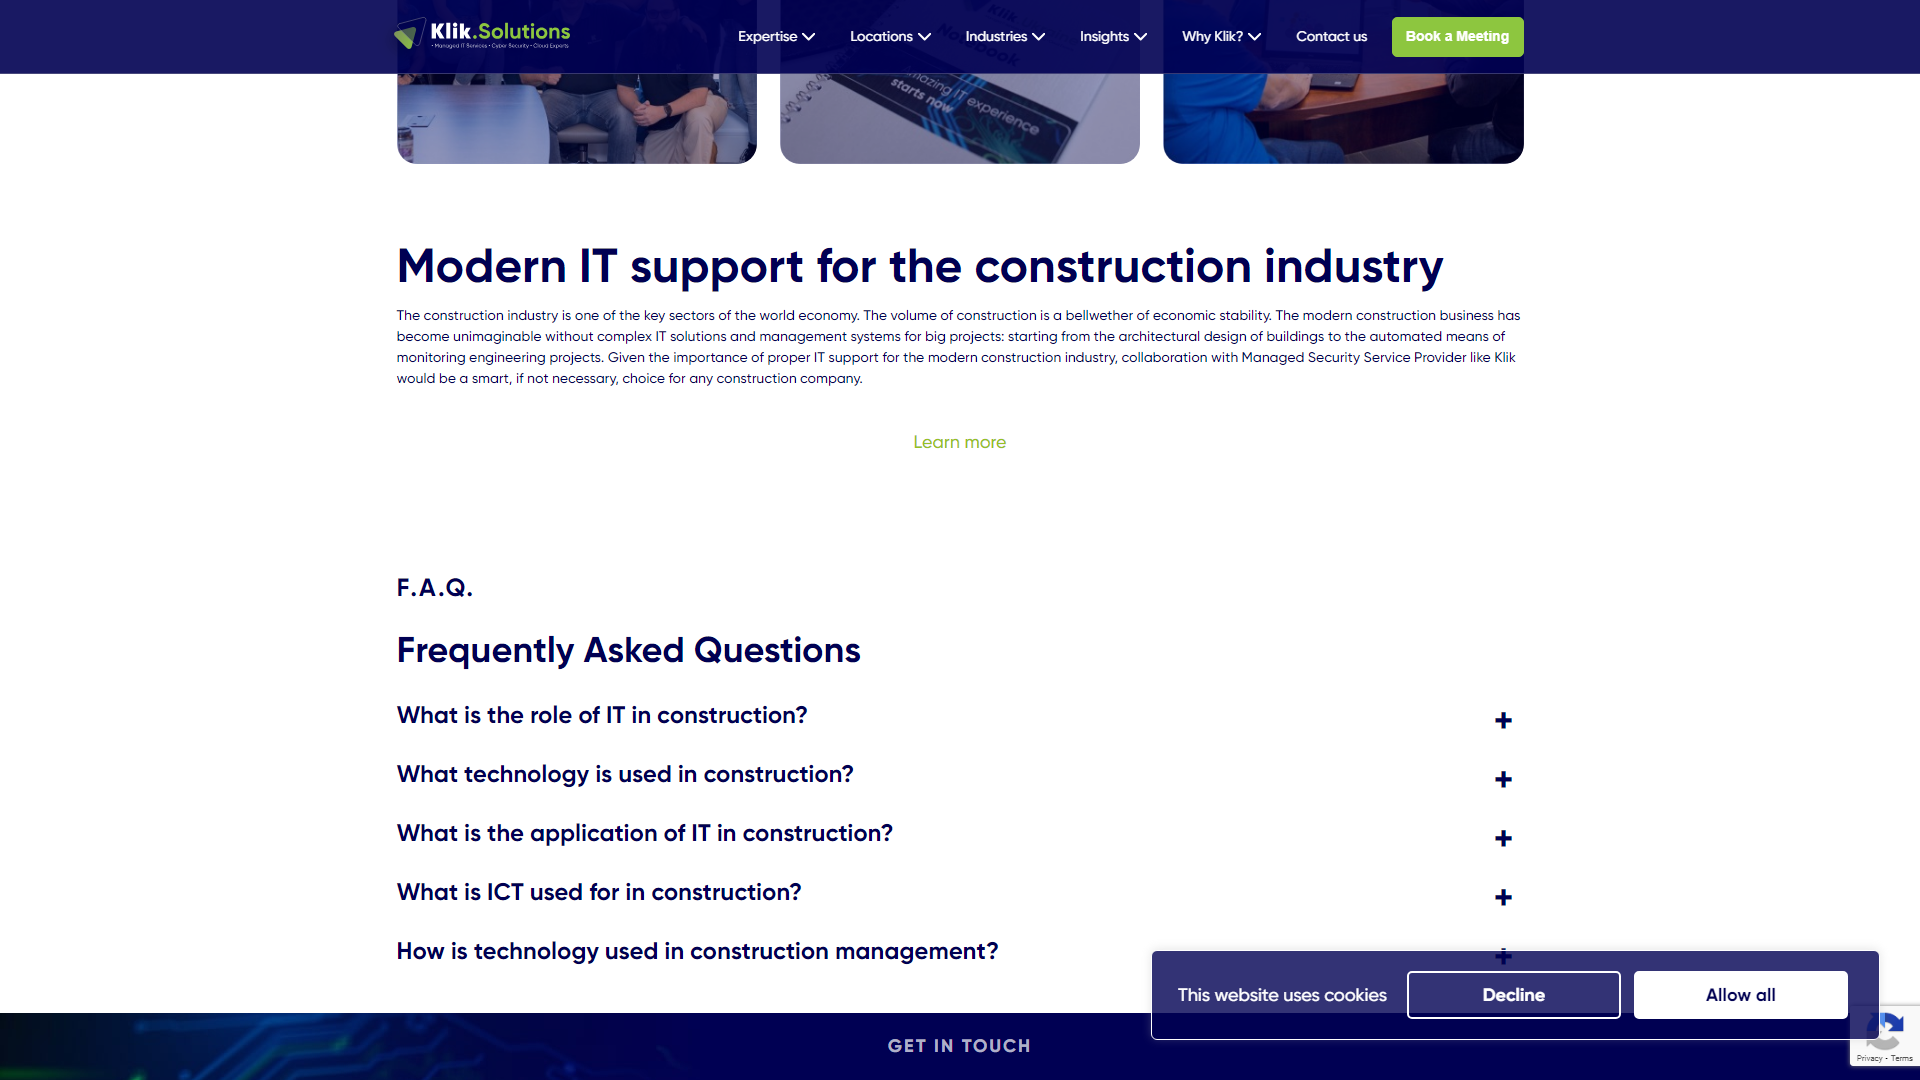 Klik.Solutions
• Managed IT Services • Cyber Security • Cloud Experts
Expertise
Locations
Industries
Insights
Why Klik?
Contact us
Book a Meeting
amazing IT experience
starts now
Modern IT support for the construction industry
The construction industry is one of the key sectors of the world economy. The volume of construction is a bellwether of economic stability. The modern construction business has
become unimaginable without complex IT solutions and management systems for big projects: starting from the architectural design of buildings to the automated means of
monitoring engineering projects. Given the importance of proper IT support for the modern construction industry, collaboration with Managed Security Service Provider like Klik
would be a smart, if not necessary, choice for any construction company.
Learn more
F.A.Q.
Frequently Asked Questions
What is the role of IT in construction?
What technology is used in construction?
What is the application of IT in construction?
What is ICT used for in construction?
How is technology used in construction management?
This website uses cookies
Decline
Allow all
GET IN TOUCH
Privacy - Terms